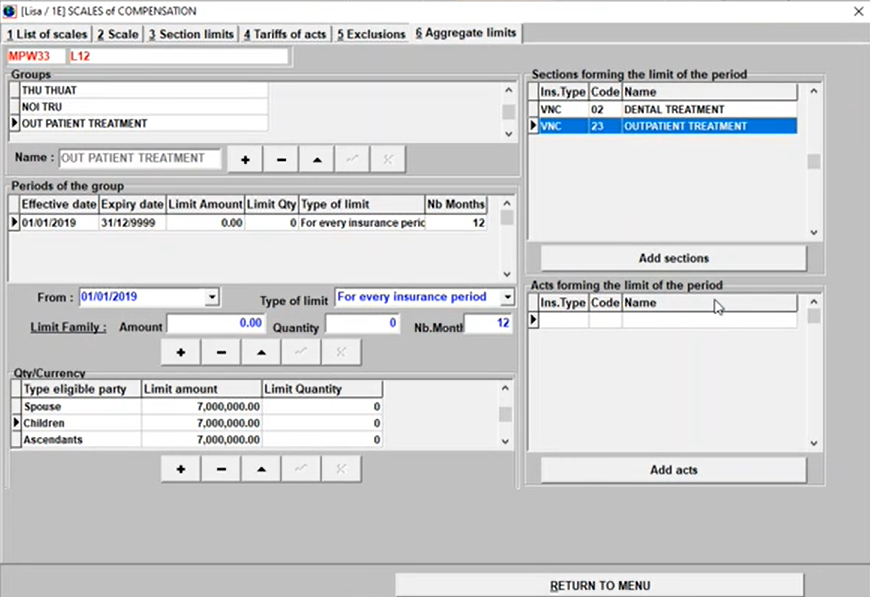 [Lisa / 1E] SCALES of COMPENSATION
1 List of scales 2 Scale 3 Section limits 4 Tariffs of acts 5 Exclusions 6 Aggregate limits
MPW33 L12
Groups
THU THUAT
NOI TRU
OUT PATIENT TREATMENT
Name : OUT PATIENT TREATMENT
Periods of the group
Effective date Expiry date Limit Amount Limit Qty Type of limit Nb Months
01/01/2019 31/12/9999 0.00 0 For every insurance peric 12
From : 01/01/2019 Type of limit For every insurance period
Limit Family : Amount 0.00 Quantity 0 Nb.Month 12
Qty/Currency
Type eligible party Limit amount Limit Quantity
Spouse 7,000,000.00 0
Children 7,000,000.00 0
Ascendants 7,000,000.00 0
Sections forming the limit of the period
Ins.Type Code Name
VNC 02 DENTAL TREATMENT
VNC 23 OUTPATIENT TREATMENT
Add sections
Acts forming the limit of the period
Ins.Type Code Name
Add acts
RETURN TO MENU